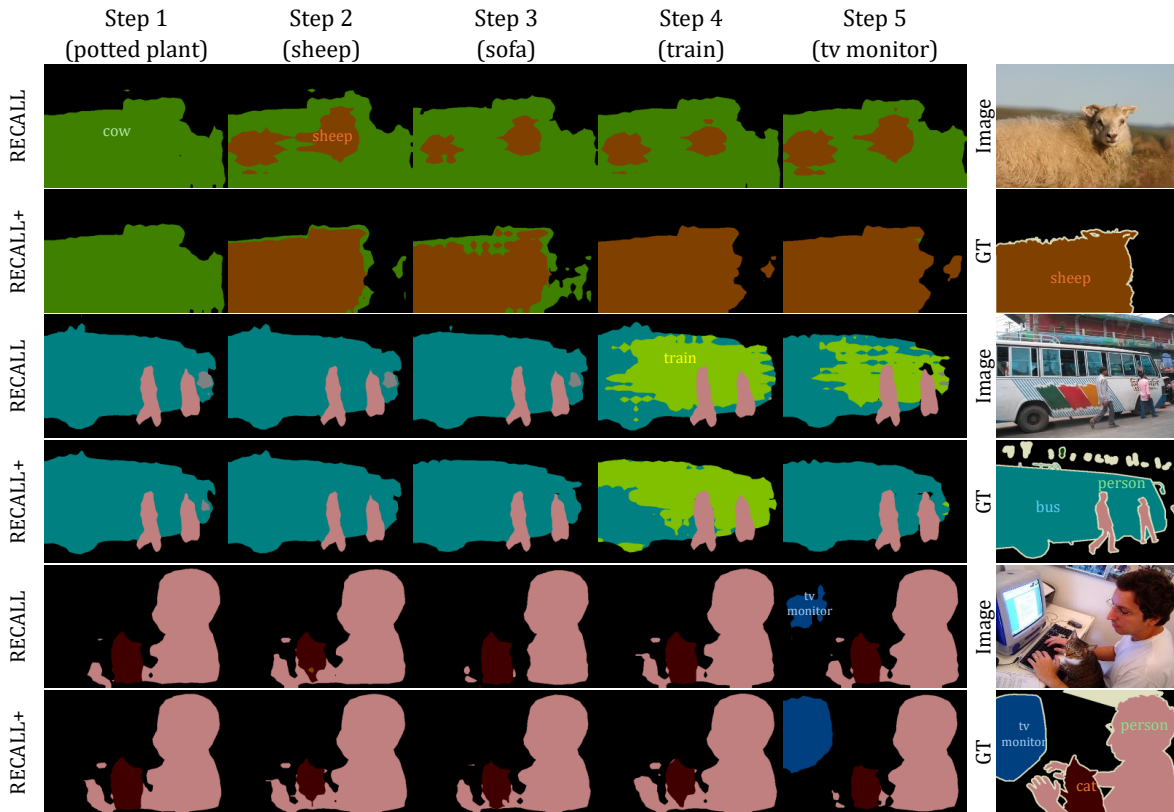 Step 1 Step 2 Step 3 Step 4 Step 5
(potted plant) (sheep) (sofa) (train) (tv monitor)
RECALL
cow
sheep
Image
RECALL+
GT
sheep
RECALL
train
Image
RECALL+
GT
person
bus
RECALL
tv
monitor
Image
RECALL+
GT
tv
monitor
person
cat